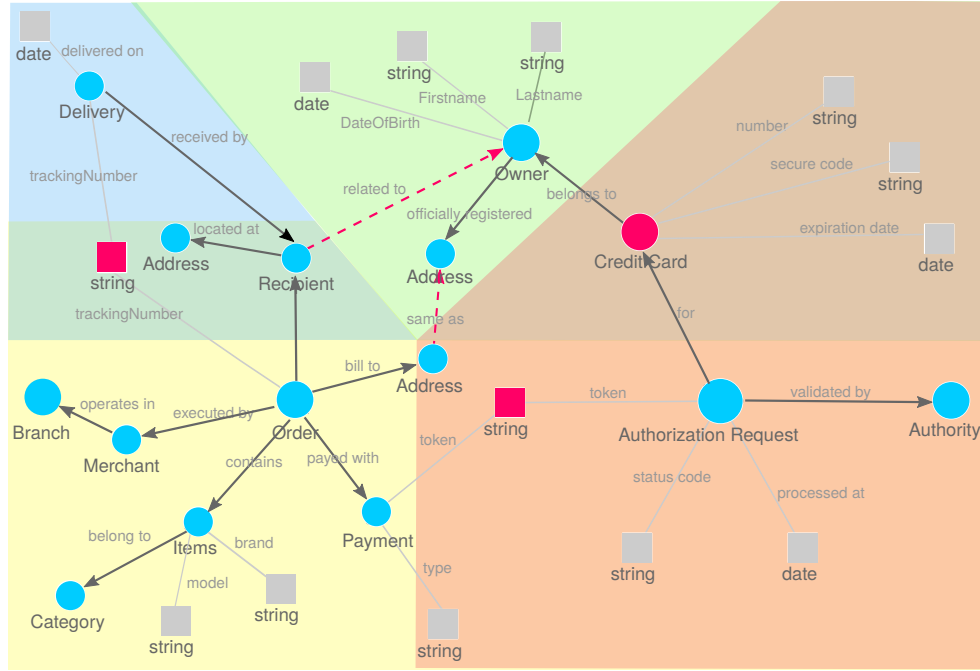 date
delivered on
Delivery
received by
trackingNumber
string
string
date
Firstname
Lastname
DateOfBirth
Owner
related to
officially registered
belongs to
number
string
secure code
string
expiration date
date
located at
Address
Recipient
string
Address
Credit Card
trackingNumber
same as
for
bill to
Address
operates in
executed by
Branch
Merchant
Order
contains
payed with
token
string
token
Authorization Request
validated by
Authority
status code
processed at
belong to
Items
brand
Payment
model
type
string
date
Category
string
string
string